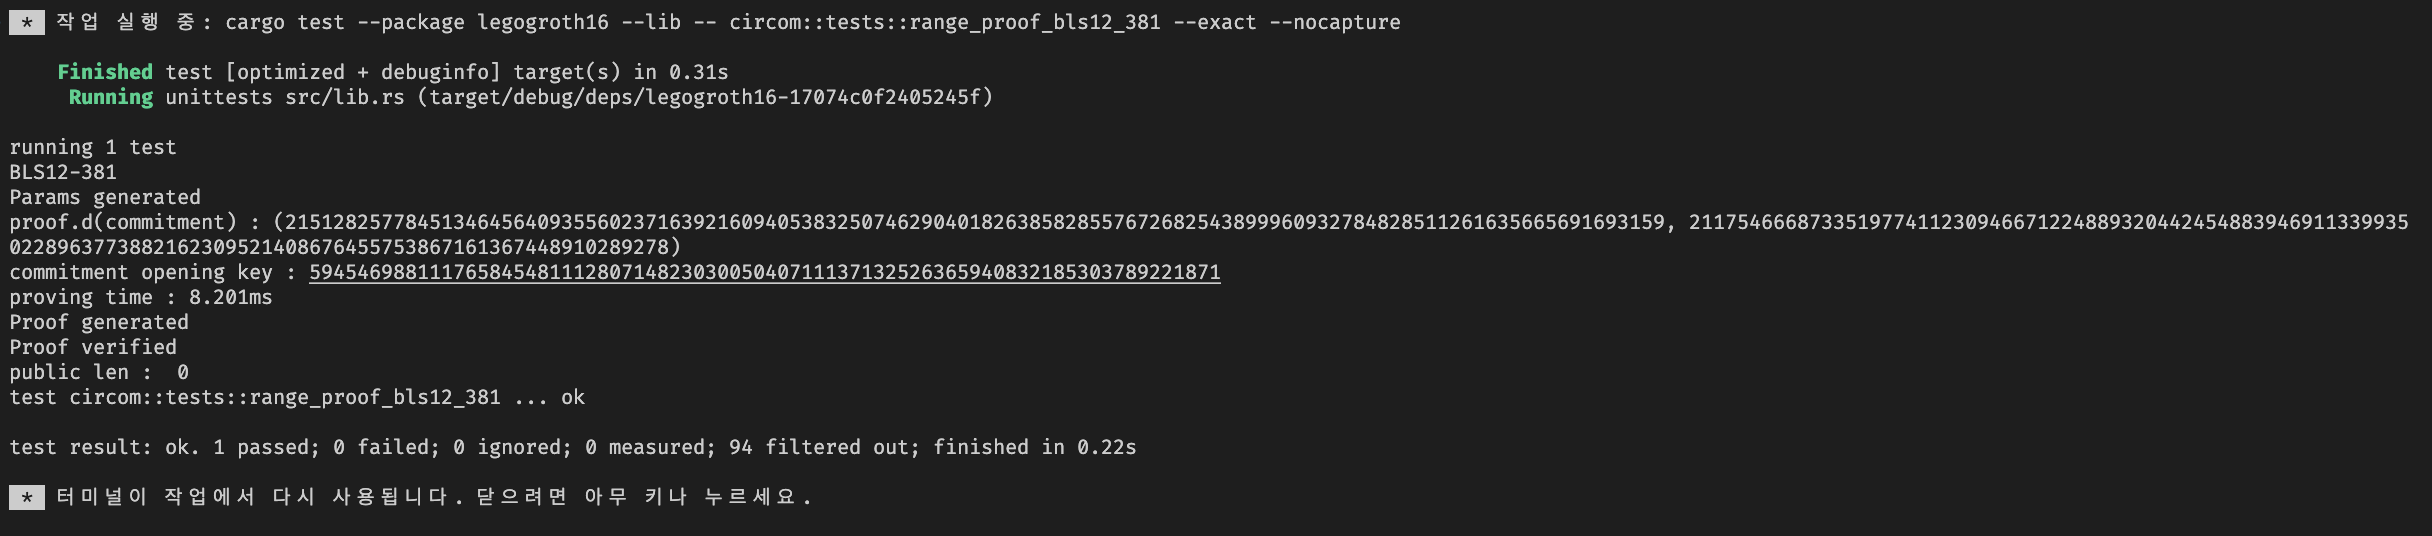 * 작업 실행 중: cargo test --package legogroth16 --lib -- circom::tests::range_proof_bls12_381 --exact --nocapture
Finished test [optimized + debuginfo] target(s) in 0.31s
Running unittests src/lib.rs (target/debug/deps/legogroth16-17074c0f2405245f)
running 1 test
BLS12-381
Params generated
proof.d(commitment) : (2151282577845134645640935560237163921609405383250746290401826385828557672682543899960932784828511261635665691693159, 2117546668733519774112309466712248893204424548839469113399350
228963773882162309521408676455753867161367448910289278)
commitment opening key : 5945469881117658454811128071482303005040711137132526365940832185303789221871
proving time : 8.201ms
Proof generated
Proof verified
public len :  0
test circom::tests::range_proof_bls12_381 ... ok
test result: ok. 1 passed; 0 failed; 0 ignored; 0 measured; 94 filtered out; finished in 0.22s
* 터미널이 작업에서 다시 사용됩니다. 닫으려면 아무 키나 누르세요.